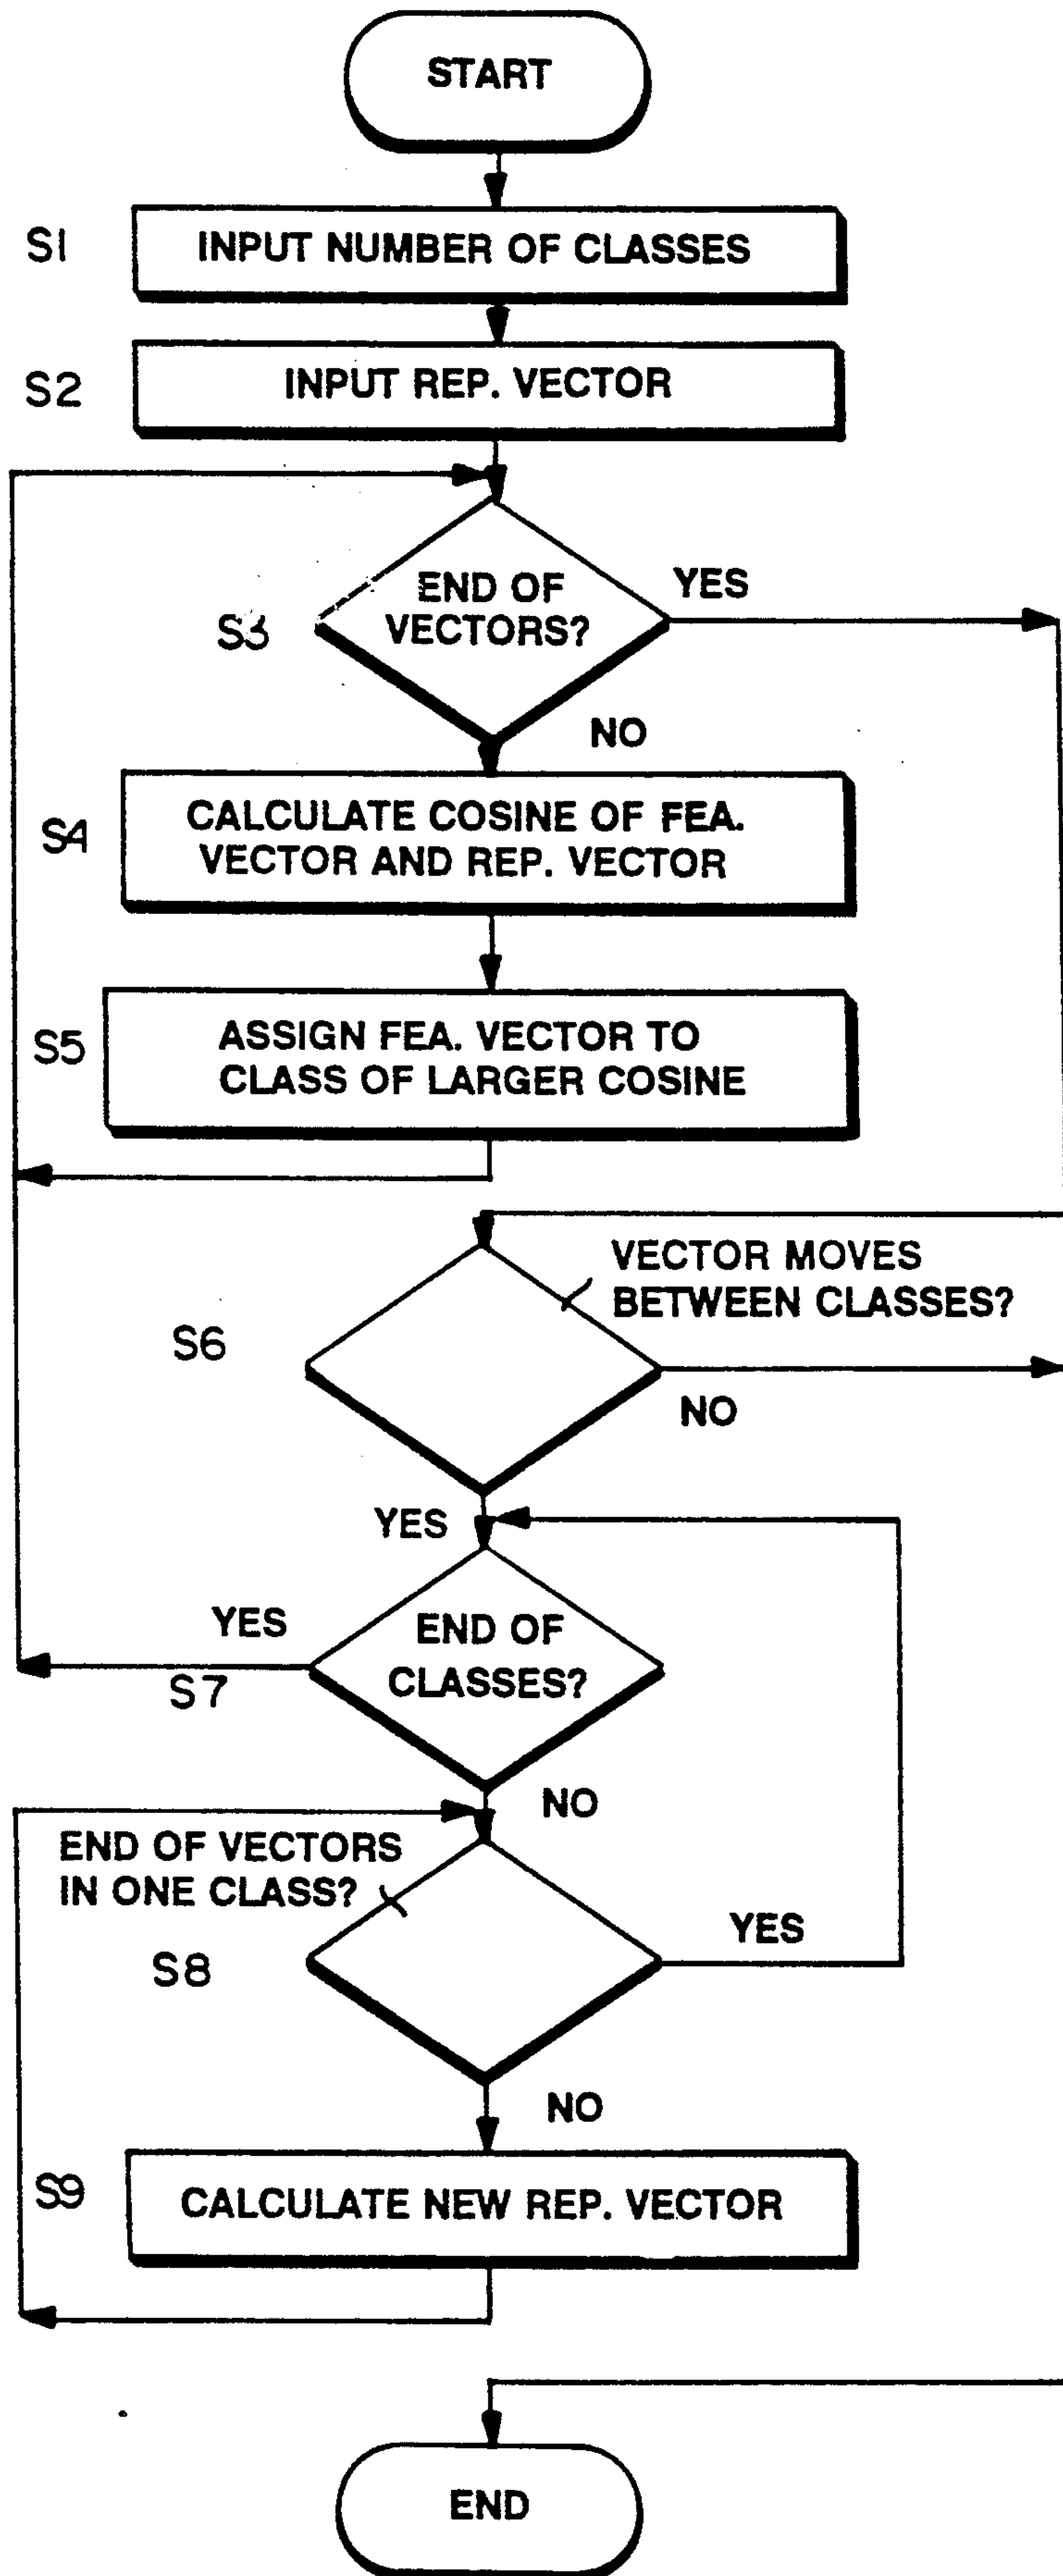 START
S1
INPUT NUMBER OF CLASSES
S2
INPUT REP. VECTOR
END OF
VECTORS?
YES
S3
NO
S4
CALCULATE COSINE OF FEA.
VECTOR AND REP. VECTOR
S5
ASSIGN FEA. VECTOR TO
CLASS OF LARGER COSINE
VECTOR MOVES
BETWEEN CLASSES?
S6
NO
YES
YES
END OF
CLASSES?
S7
NO
END OF VECTORS
IN ONE CLASS?
YES
S8
NO
S9
CALCULATE NEW REP. VECTOR
END